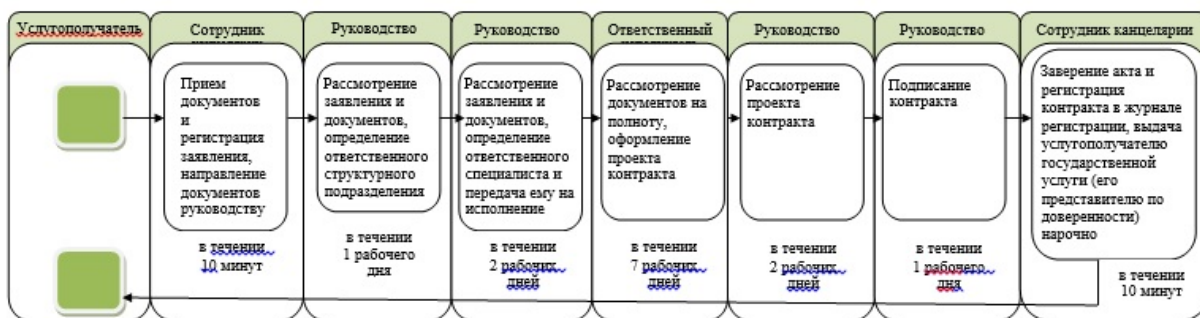 Услугополучатель
Сотрудник
Руководство
Руководство
Ответственный
Руководство
Руководство
Сотрудник канцелярии
Прием
документов
и
регистрация
заявления,
направление
документов
руководству
в течении
10 минут
Рассмотрение
заявления и
документов,
определение
ответственного
структурного
подразделения
в течении
1 рабочего
дня
Рассмотрение
заявления и
документов,
определение
ответственного
специалиста и
передача ему на
исполнение
в течении
2 рабочих
дней
Рассмотрение
документов на
полноту,
оформление
проекта
контракта
в течении
7 рабочих
дней
Рассмотрение
проекта
контракта
в течении
2 рабочих
дней
Подписание
контракта
в течении
1 рабочего
дня
Заверение акта и
регистрация
контракта в журнале
регистрации, выдача
услугополучателю
государственной
услуги (его
представителю по
доверенности)
нарочно
в течении
10 минут